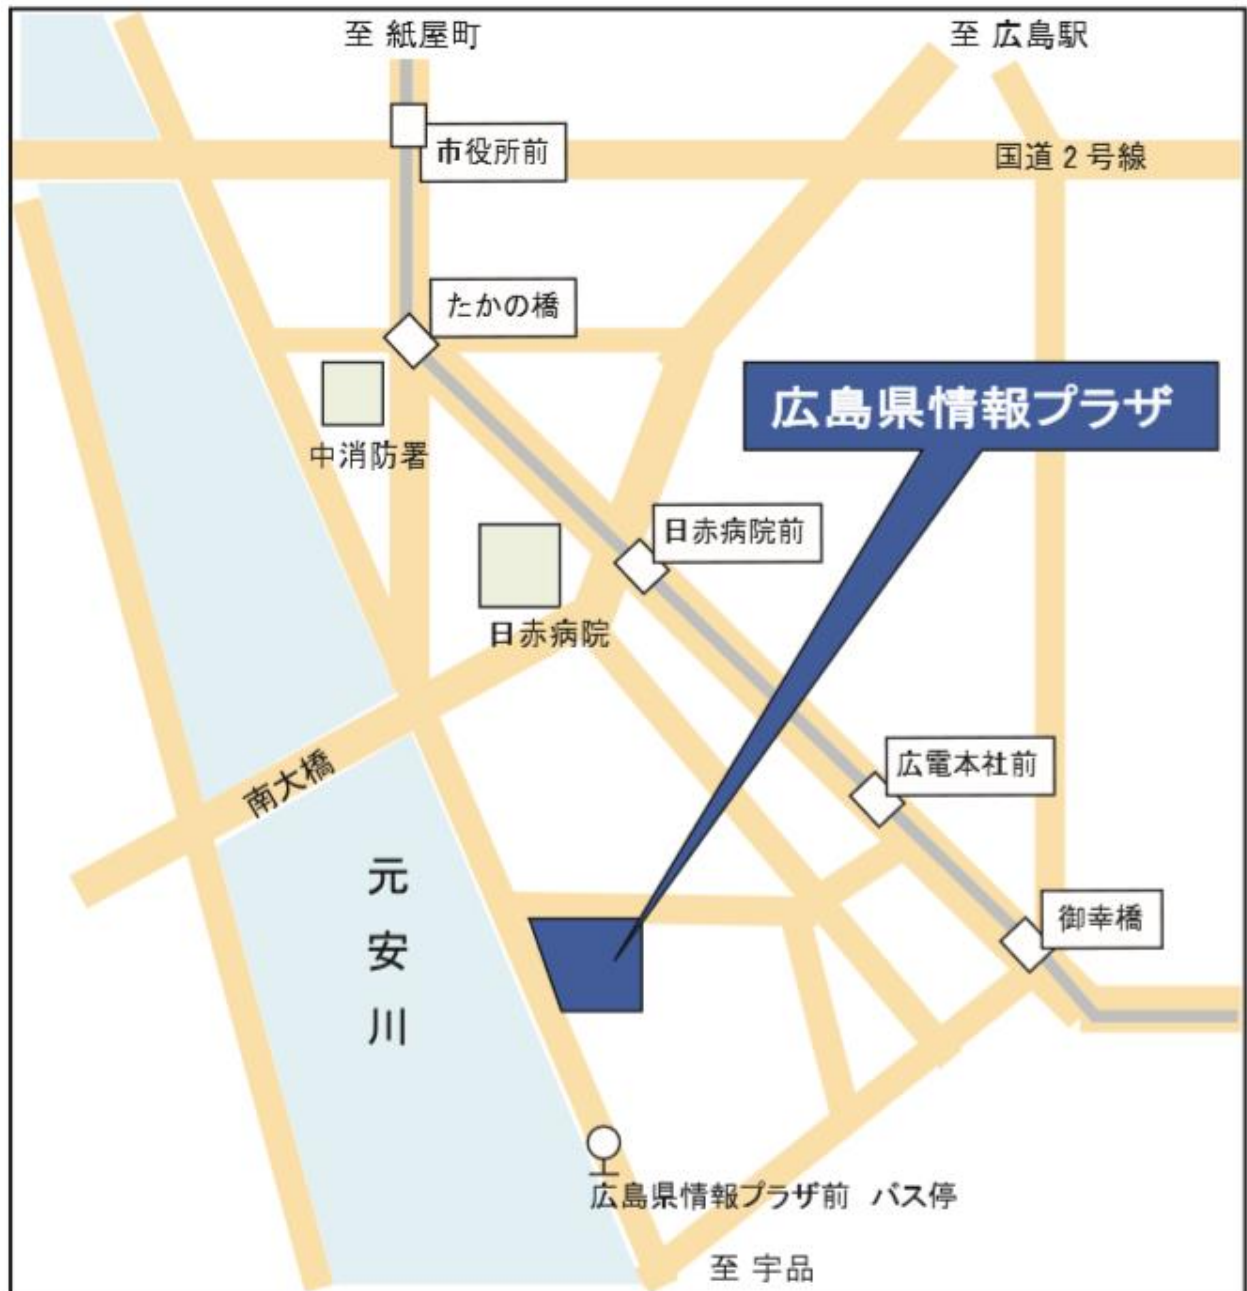 至 紙屋町
至 広島駅
市役所前
国道2号線
たかの橋
広島県情報プラザ
中消防署
日赤病院前
日赤病院
広電本社前
南大橋
元安川
御幸橋
広島県情報プラザ前 バス停
至 宇品